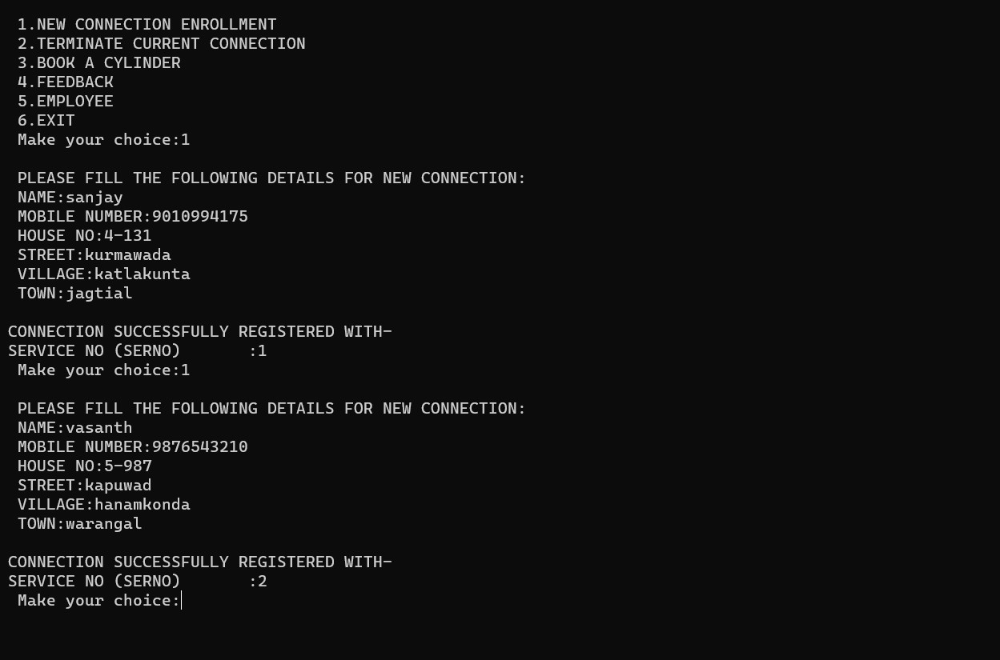 1.NEW CONNECTION ENROLLMENT
2.TERMINATE CURRENT CONNECTION
3.BOOK A CYLINDER
4.FEEDBACK
5.EMPLOYEE
6.EXIT
Make your choice:1
PLEASE FILL THE FOLLOWING DETAILS FOR NEW CONNECTION:
NAME:sanjay
MOBILE NUMBER:9010994175
HOUSE NO:4-131
STREET:kurmawada
VILLAGE:katlakunta
TOWN:jagtial
CONNECTION SUCCESSFULLY REGISTERED WITH-
SERVICE NO (SERNO)       :1
Make your choice:1
PLEASE FILL THE FOLLOWING DETAILS FOR NEW CONNECTION:
NAME:vasanth
MOBILE NUMBER:9876543210
HOUSE NO:5-987
STREET:kapuwad
VILLAGE:hanamkonda
TOWN:warangal
CONNECTION SUCCESSFULLY REGISTERED WITH-
SERVICE NO (SERNO)       :2
Make your choice: